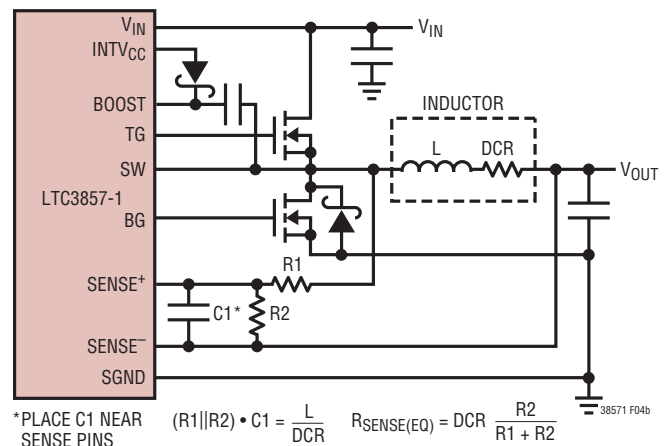 V_IN
V_IN
INTV_CC
BOOST
TG
SW
LTC3857-1
BG
SENSE⁺
SENSE⁻
SGND
INDUCTOR
L
DCR
V_OUT
R1
C1*
R2
*PLACE C1 NEAR
SENSE PINS
(R1||R2) • C1 = L/DCR
R_SENSE(EQ) = DCR R2/(R1 + R2)
38571 F04b